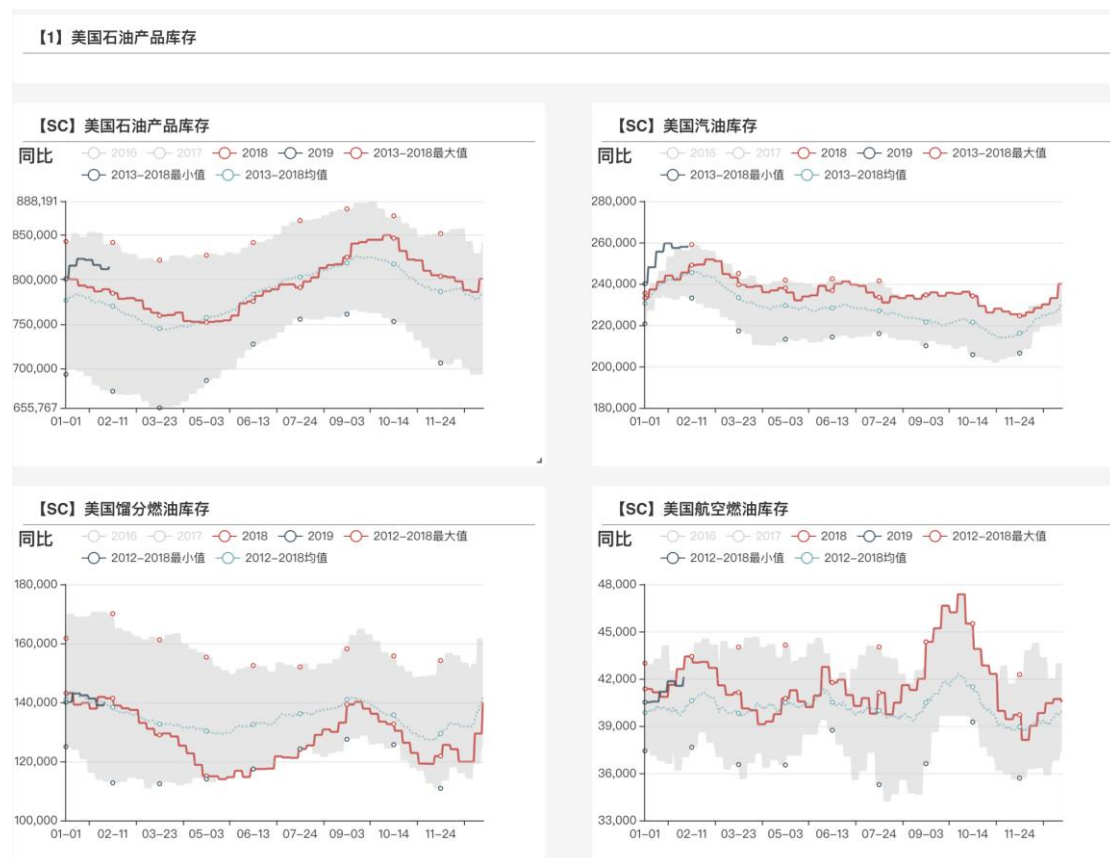 【1】美国石油产品库存
【SC】美国石油产品库存
同比
2016 2017 2018 2019 2013-2018最大值
2013-2018最小值 2013-2018均值
888,191
850,000
800,000
750,000
700,000
655,767
01-01 02-11 03-23 05-03 06-13 07-24 09-03 10-14 11-24
【SC】美国汽油库存
同比
2016 2017 2018 2019 2013-2018最大值
2013-2018最小值 2013-2018均值
280,000
260,000
240,000
220,000
200,000
180,000
01-01 02-11 03-23 05-03 06-13 07-24 09-03 10-14 11-24
【SC】美国馏分燃油库存
同比
2016 2017 2018 2019 2012-2018最大值
2012-2018最小值 2012-2018均值
180,000
160,000
140,000
120,000
100,000
01-01 02-11 03-23 05-03 06-13 07-24 09-03 10-14 11-24
【SC】美国航空燃油库存
同比
2016 2017 2018 2019 2012-2018最大值
2012-2018最小值 2012-2018均值
48,000
45,000
42,000
39,000
36,000
33,000
01-01 02-11 03-23 05-03 06-13 07-24 09-03 10-14 11-24